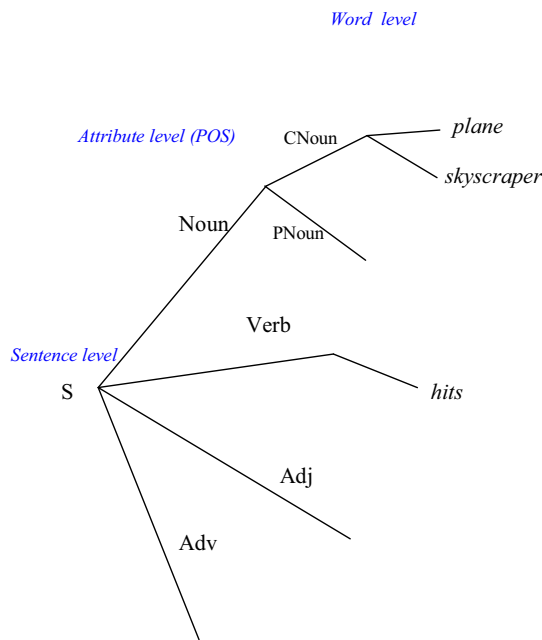 Word level
Attribute level (POS)
CNoun
plane
skyscraper
Noun
PNoun
Verb
Sentence level
S
hits
Adj
Adv